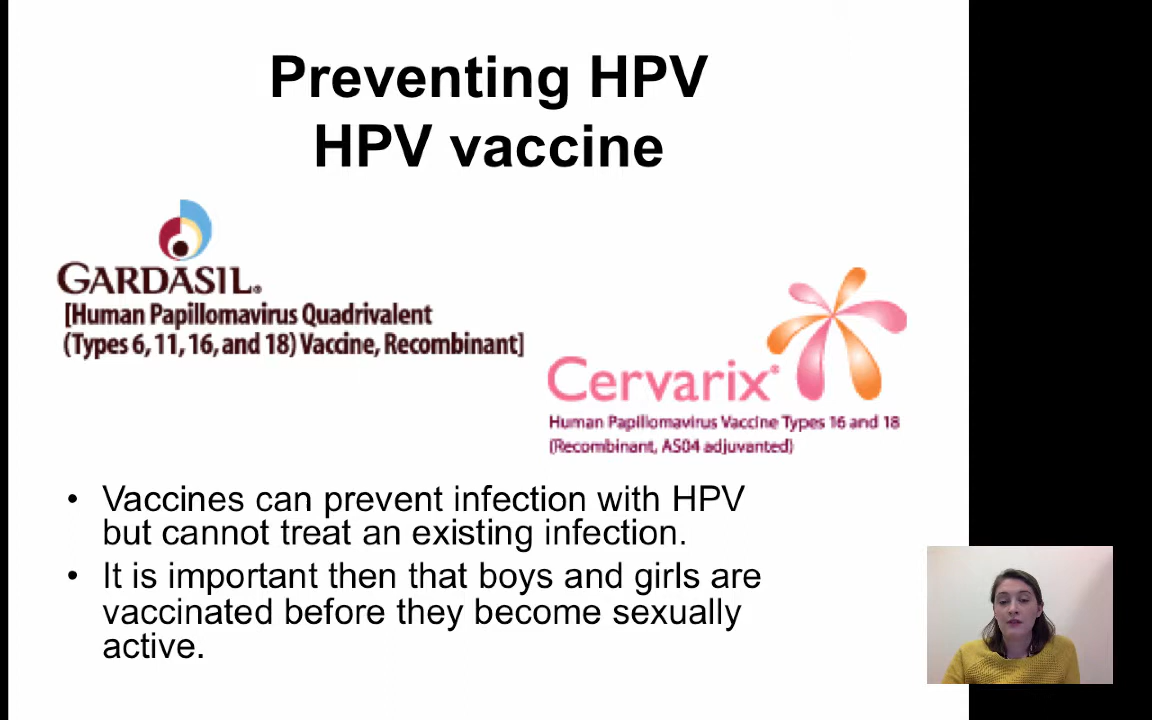 Preventing HPV
HPV vaccine
GARDASIL®
[Human Papillomavirus Quadrivalent
(Types 6, 11, 16, and 18) Vaccine, Recombinant]
Cervarix®
Human Papillomavirus Vaccine Types 16 and 18
(Recombinant, AS04 adjuvanted)
• Vaccines can prevent infection with HPV
but cannot treat an existing infection.
• It is important then that boys and girls are
vaccinated before they become sexually
active.